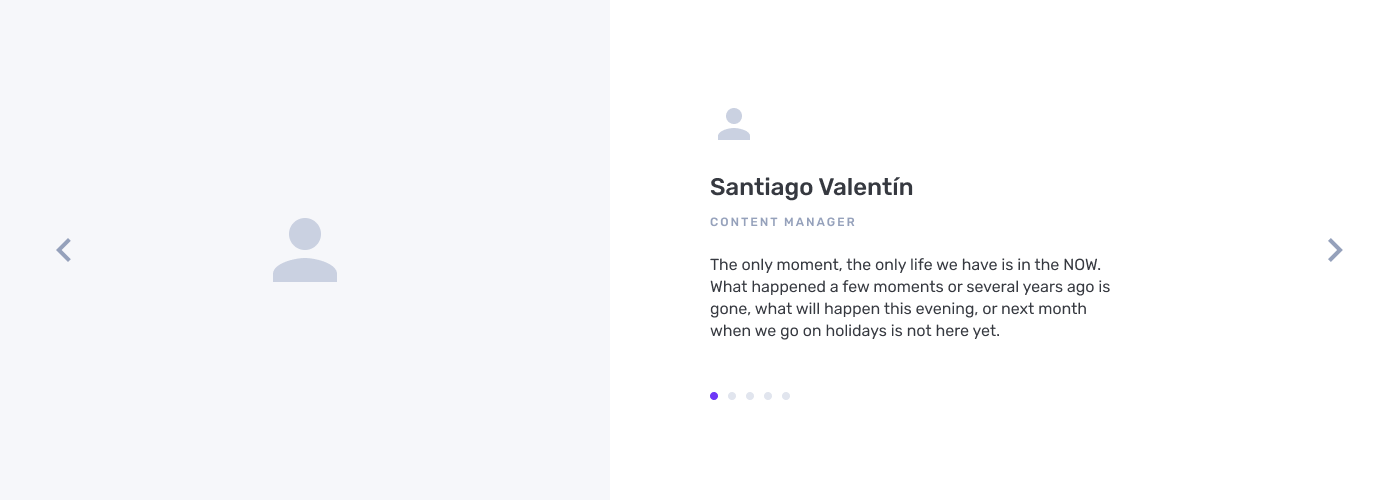 Santiago Valentín
CONTENT MANAGER
The only moment, the only life we have is in the NOW.
What happened a few moments or several years ago is
gone, what will happen this evening, or next month
when we go on holidays is not here yet.